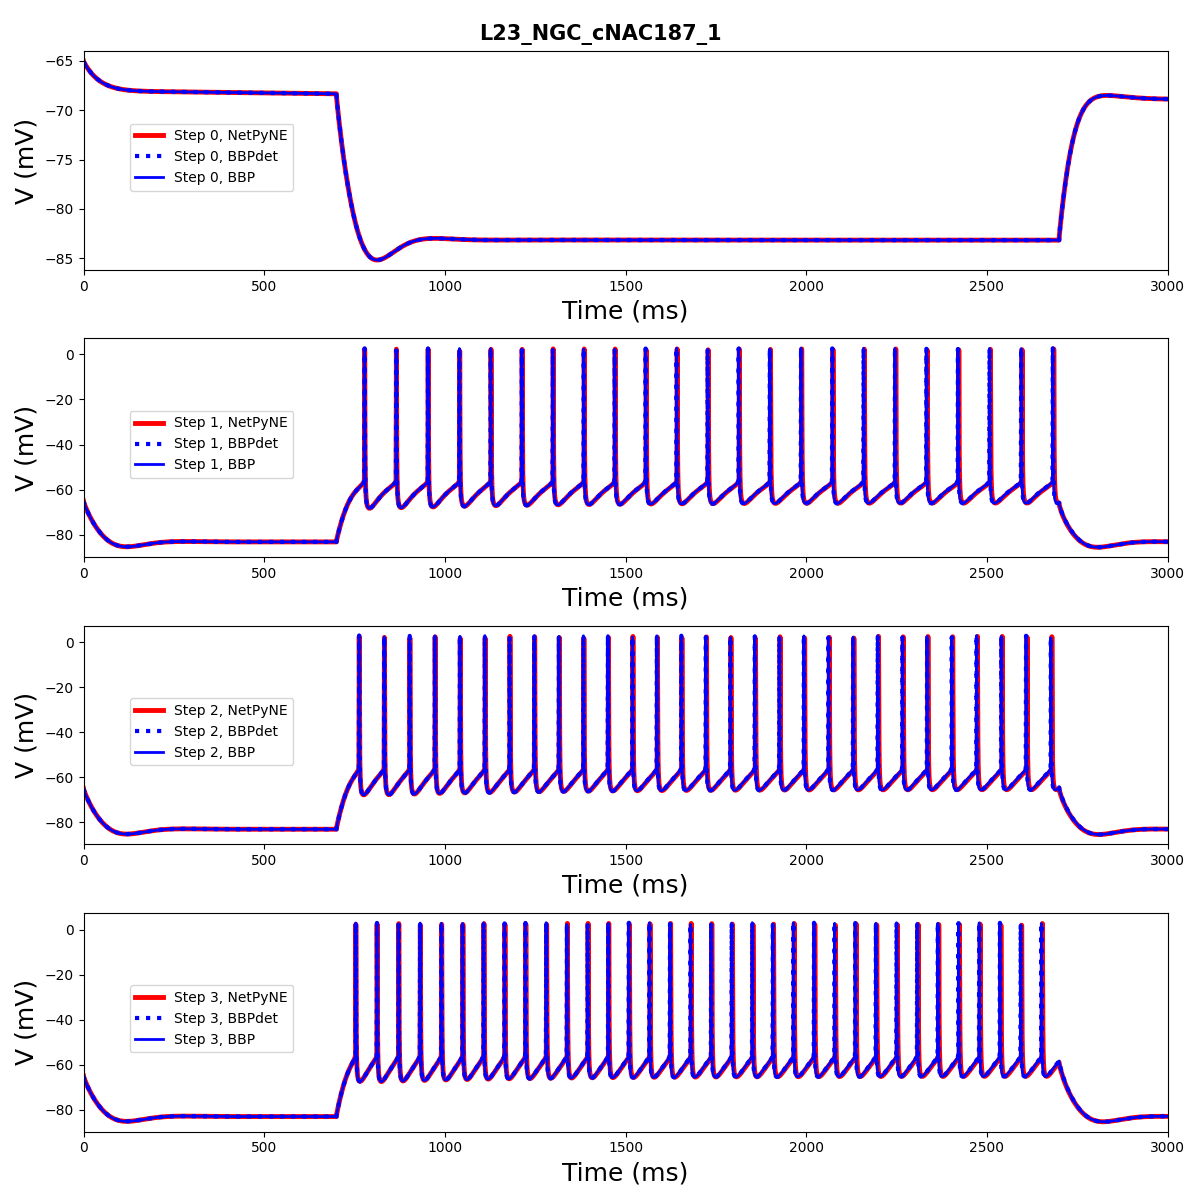 L23_NGC_cNAC187_1
−65
−70
−75
−80
−85
V (mV)
Step 0, NetPyNE
Step 0, BBPdet
Step 0, BBP
0 500 1000 1500 2000 2500 3000
Time (ms)
0
−20
−40
−60
−80
V (mV)
Step 1, NetPyNE
Step 1, BBPdet
Step 1, BBP
0 500 1000 1500 2000 2500 3000
Time (ms)
0
−20
−40
−60
−80
V (mV)
Step 2, NetPyNE
Step 2, BBPdet
Step 2, BBP
0 500 1000 1500 2000 2500 3000
Time (ms)
0
−20
−40
−60
−80
V (mV)
Step 3, NetPyNE
Step 3, BBPdet
Step 3, BBP
0 500 1000 1500 2000 2500 3000
Time (ms)